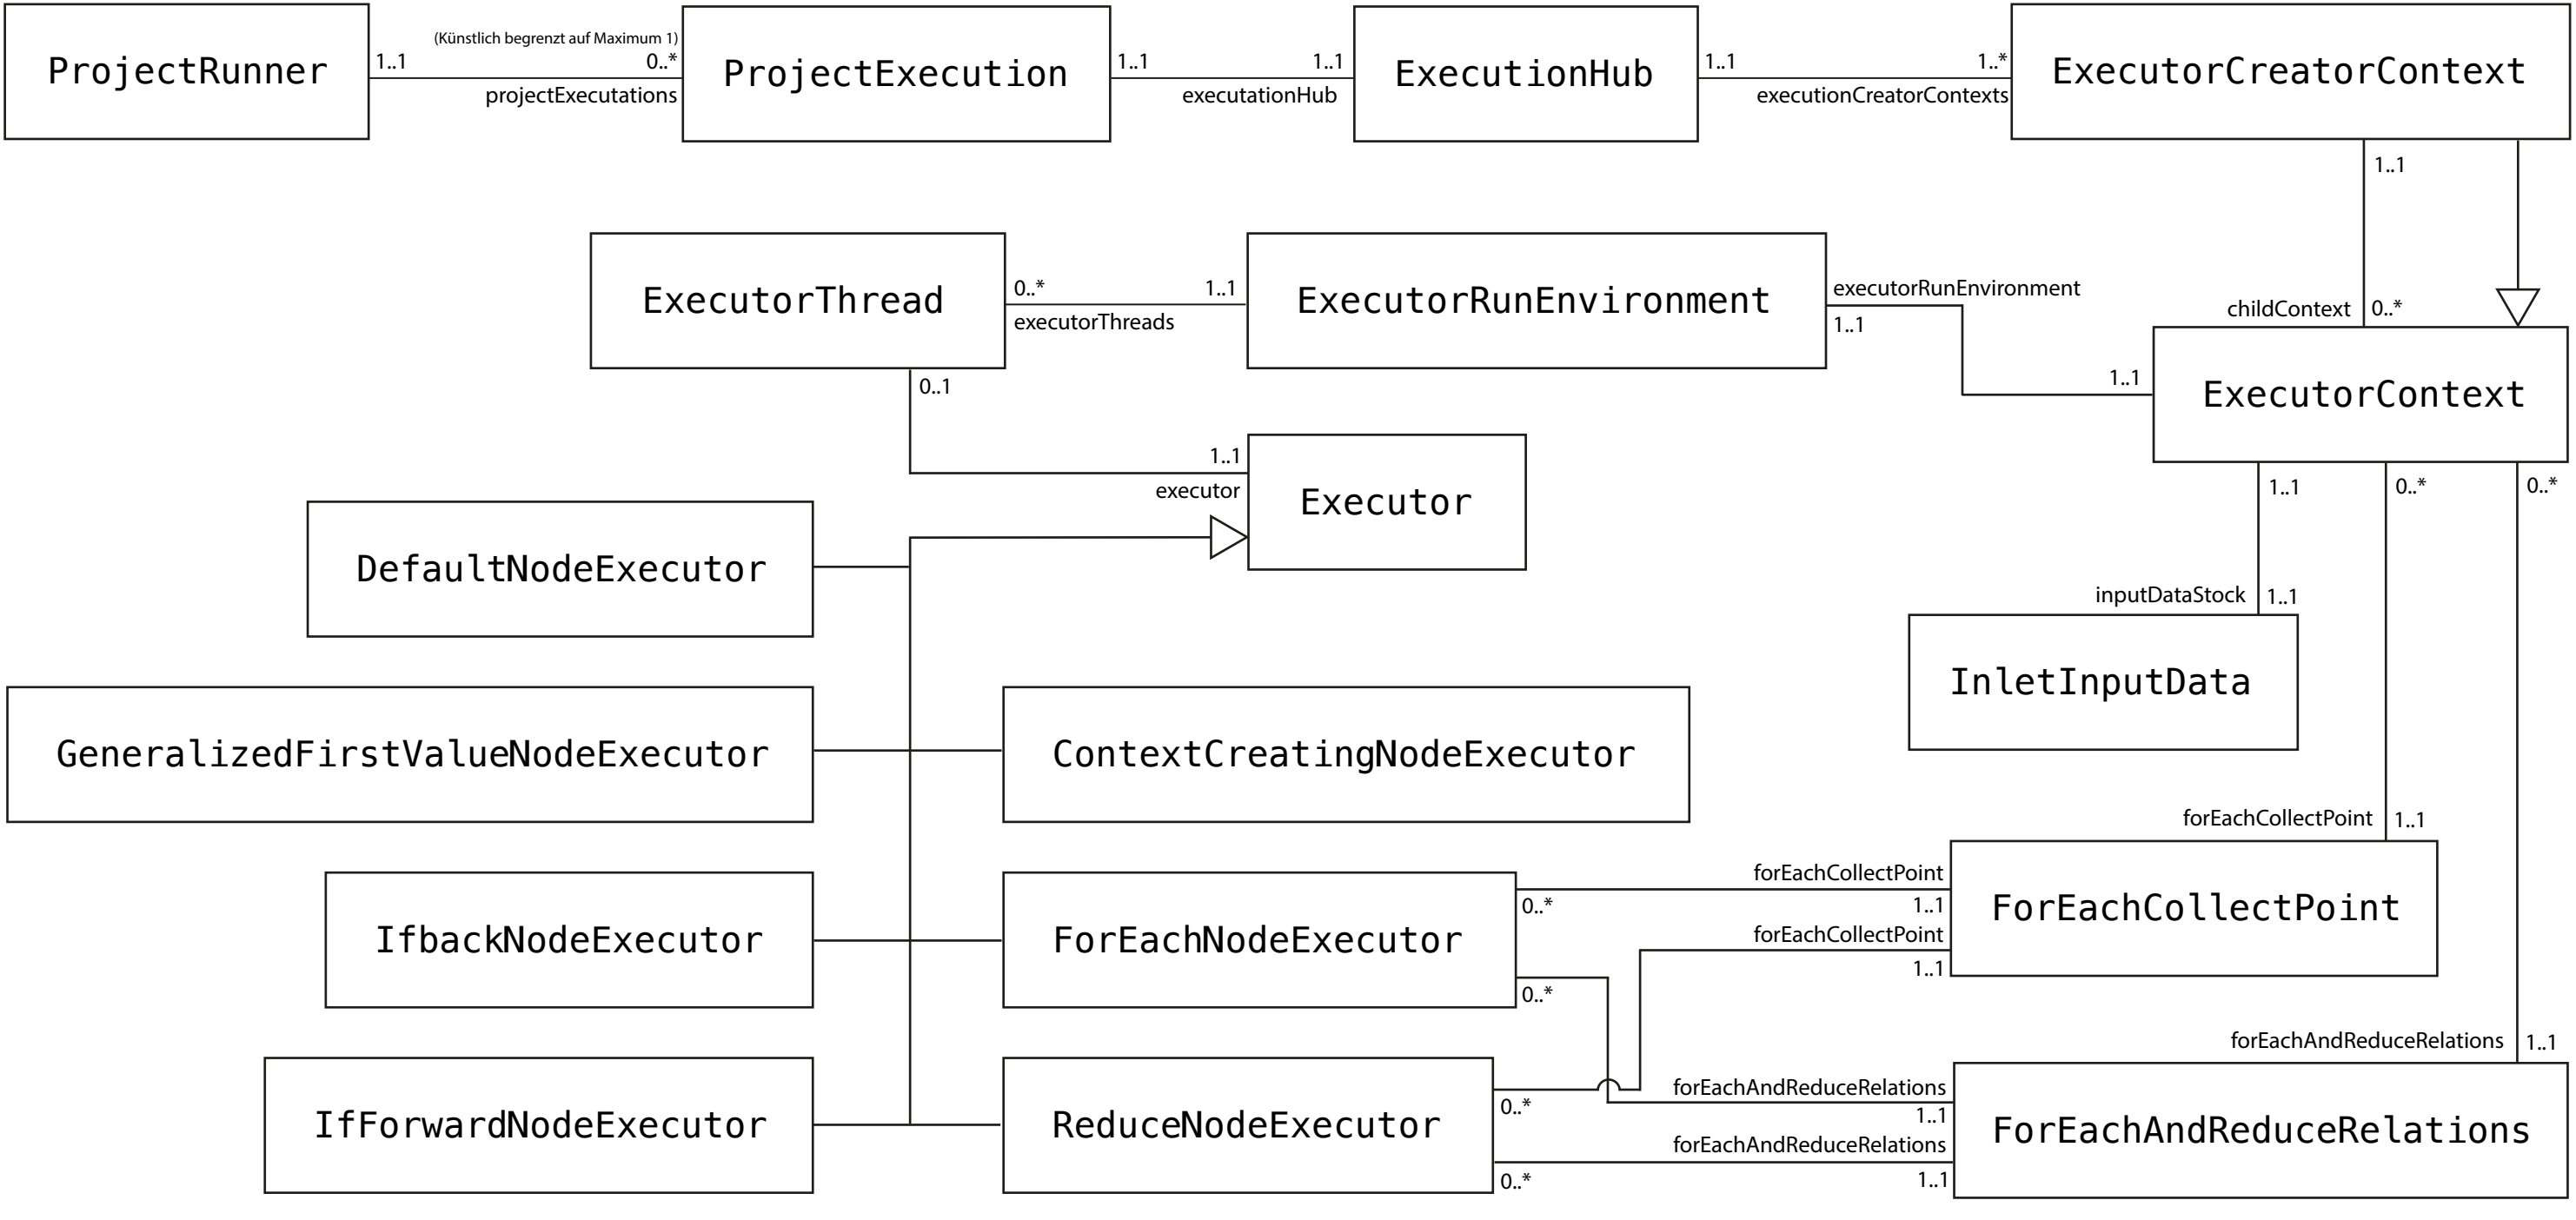 ProjectRunner
1..1
(Künstlich begrenzt auf Maximum 1)
0..*
projectExecutations
ProjectExecution
1..1
1..1
executationHub
ExecutionHub
1..1
1..*
executionCreatorContexts
ExecutorCreatorContext
1..1
childContext
0..*
ExecutorThread
0..*
1..1
executorThreads
ExecutorRunEnvironment
executorRunEnvironment
1..1
1..1
ExecutorContext
0..1
1..1
executor
Executor
1..1
0..*
0..*
DefaultNodeExecutor
inputDataStock
1..1
InletInputData
GeneralizedFirstValueNodeExecutor
ContextCreatingNodeExecutor
forEachCollectPoint
1..1
IfbackNodeExecutor
ForEachNodeExecutor
0..*
forEachCollectPoint
1..1
forEachCollectPoint
1..1
0..*
ForEachCollectPoint
forEachAndReduceRelations
1..1
IfForwardNodeExecutor
ReduceNodeExecutor
0..*
forEachAndReduceRelations
1..1
forEachAndReduceRelations
0..*
1..1
ForEachAndReduceRelations